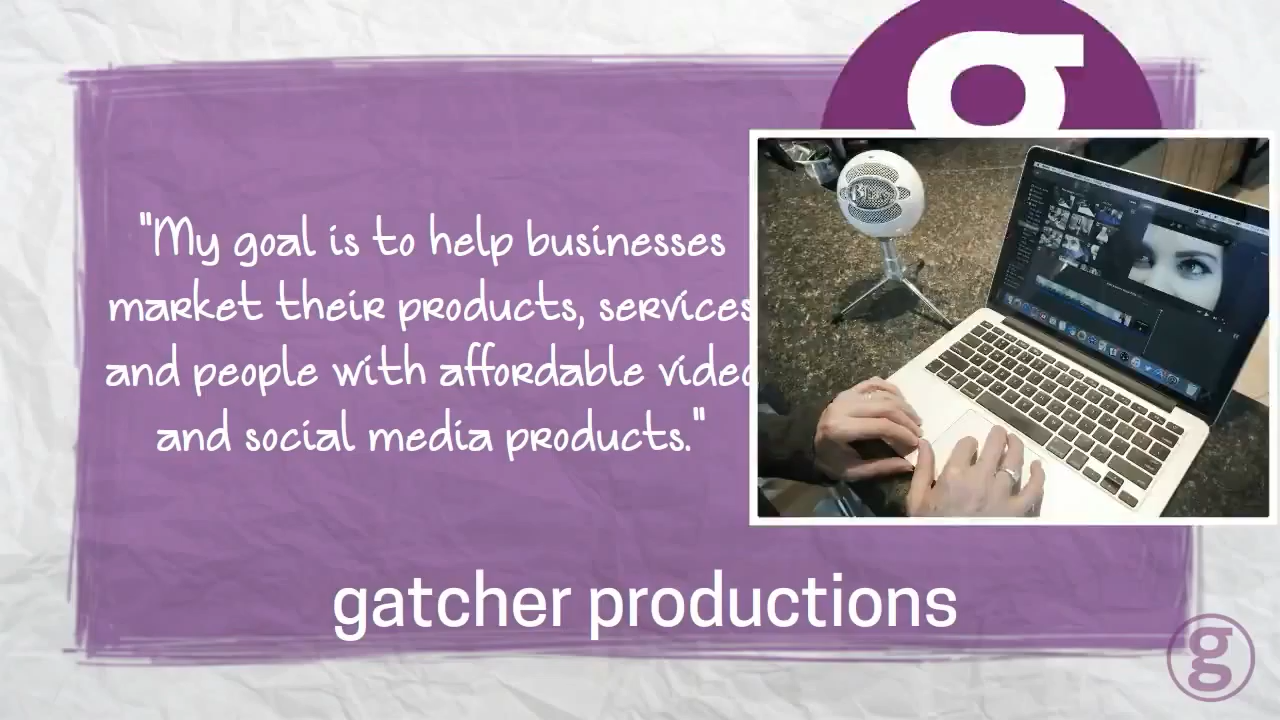 g
"My goal is to help businesses
market their products, services
and people with affordable video
and social media products."
gatcher productions
g